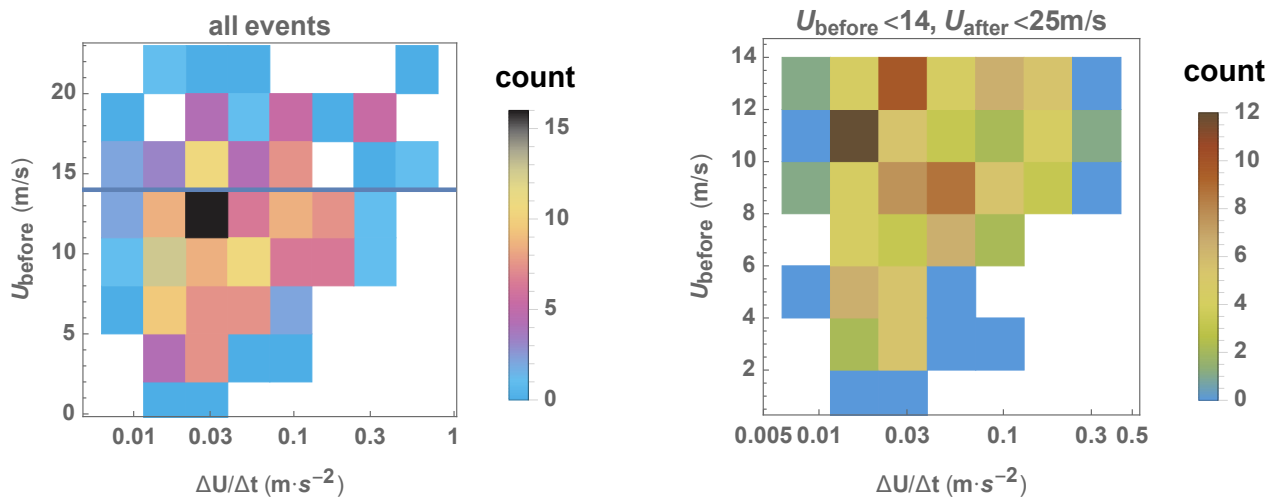 all events
U_before (m/s)
20
15
10
5
0
0.01 0.03 0.1 0.3 1
ΔU/Δt (m·s⁻²)
count
15
10
5
0
U_before <14, U_after <25m/s
U_before (m/s)
14
12
10
8
6
4
2
0.005 0.01 0.03 0.1 0.3 0.5
ΔU/Δt (m·s⁻²)
count
12
10
8
6
4
2
0